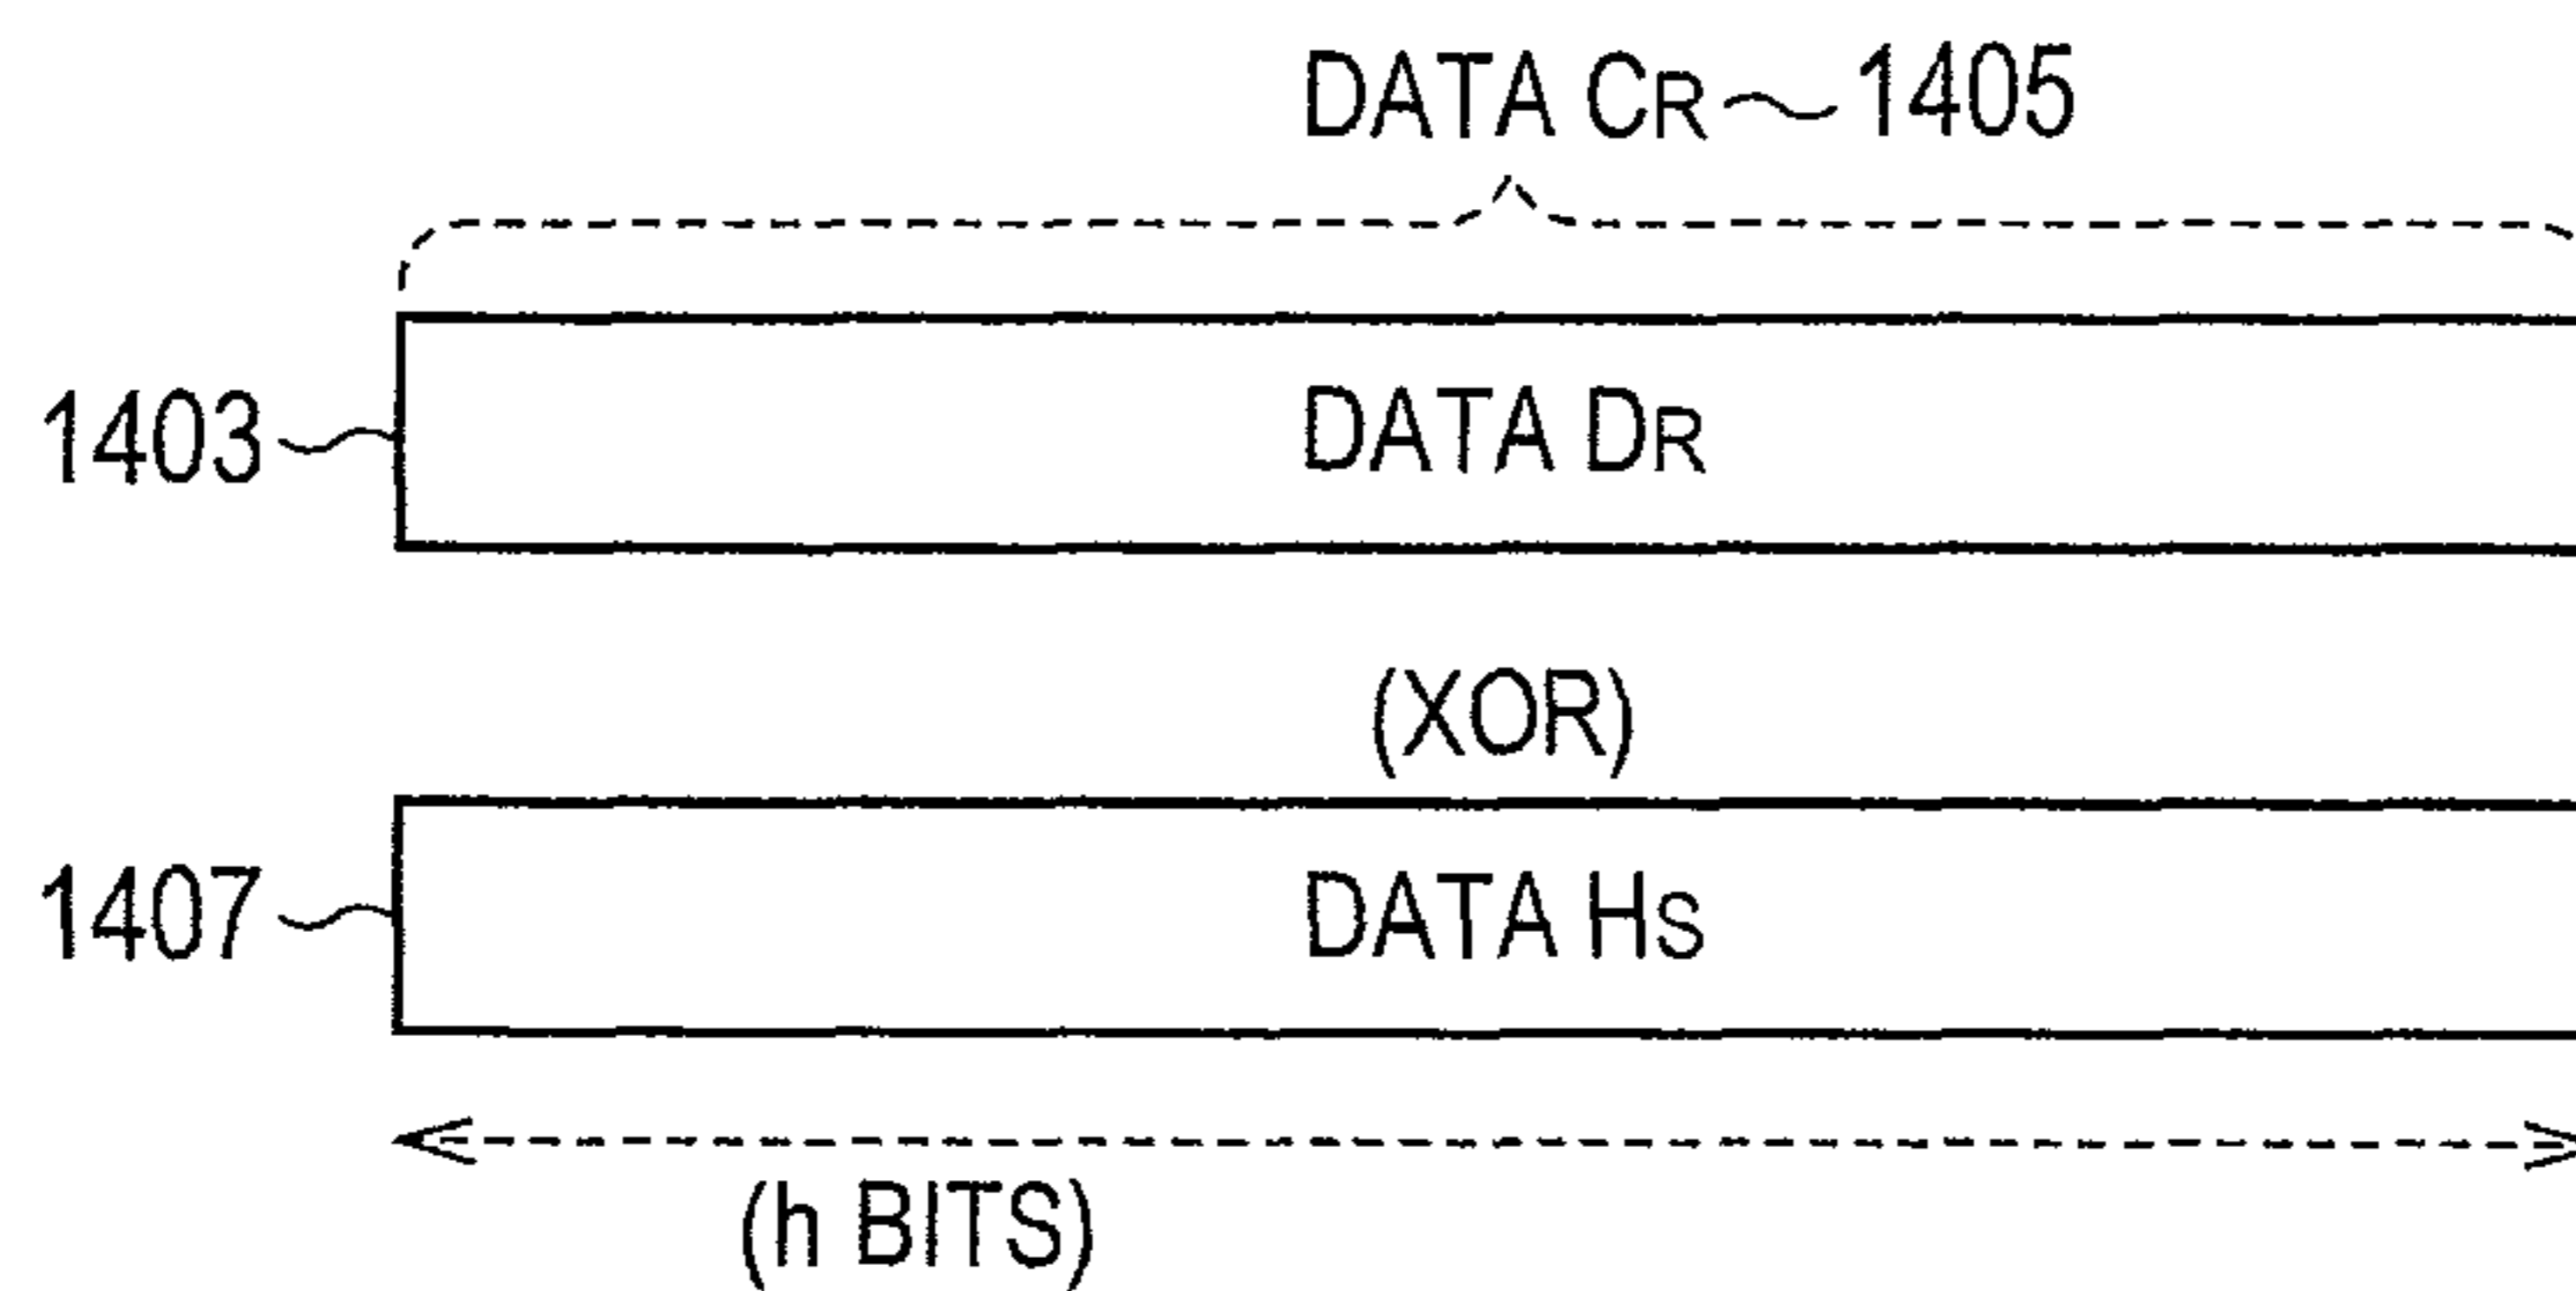 DATA CR 1405
1403 DATA DR
(XOR)
1407 DATA HS
(h BITS)